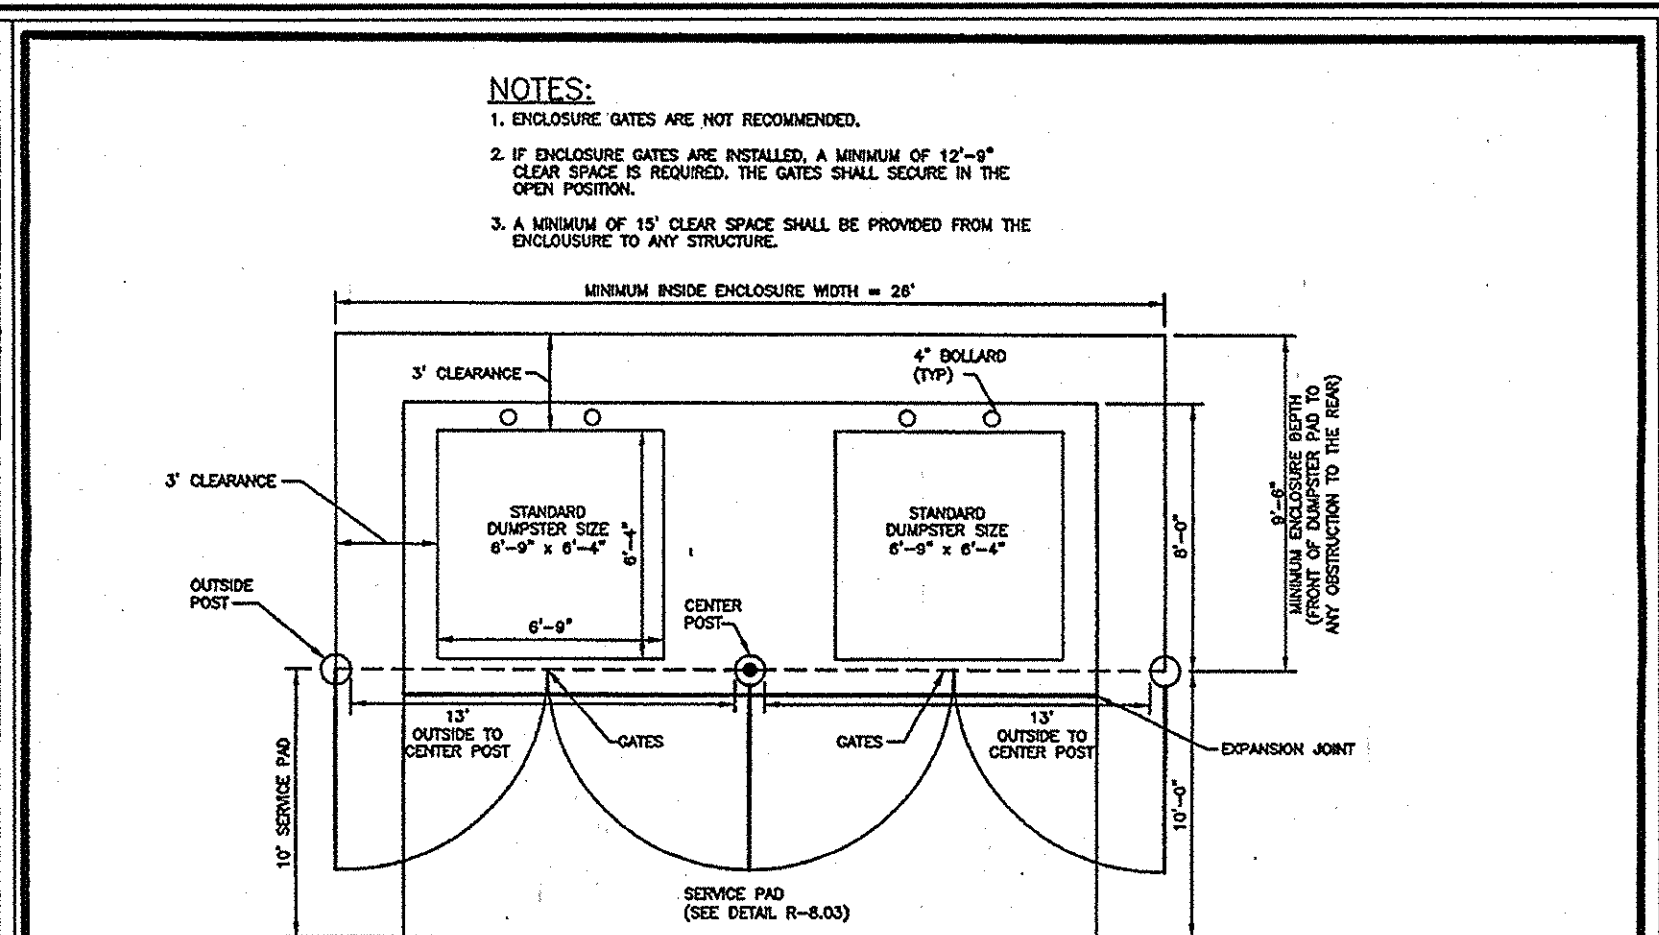 NOTES:
1. ENCLOSURE GATES ARE NOT RECOMMENDED.
2. IF ENCLOSURE GATES ARE INSTALLED, A MINIMUM OF 12'-9"
CLEAR SPACE IS REQUIRED. THE GATES SHALL SECURE IN THE
OPEN POSITION.
3. A MINIMUM OF 15' CLEAR SPACE SHALL BE PROVIDED FROM THE
ENCLOUSURE TO ANY STRUCTURE.
MINIMUM INSIDE ENCLOSURE WIDTH = 26'
3' CLEARANCE
4" BOLLARD
(TYP)
3' CLEARANCE
STANDARD
DUMPSTER SIZE
6'-9" x 6'-4"
6'-4"
6'-9"
STANDARD
DUMPSTER SIZE
6'-9" x 6'-4"
8'-0"
9'-6"
MINIMUM ENCLOSURE DEPTH
(FRONT OF DUMPSTER PAD TO
ANY OBSTRUCTION TO THE REAR)
OUTSIDE
POST
CENTER
POST
13'
OUTSIDE TO
CENTER POST
GATES
GATES
13'
OUTSIDE TO
CENTER POST
EXPANSION JOINT
10' SERVICE PAD
10'-0"
SERVICE PAD
(SEE DETAIL R-8.03)